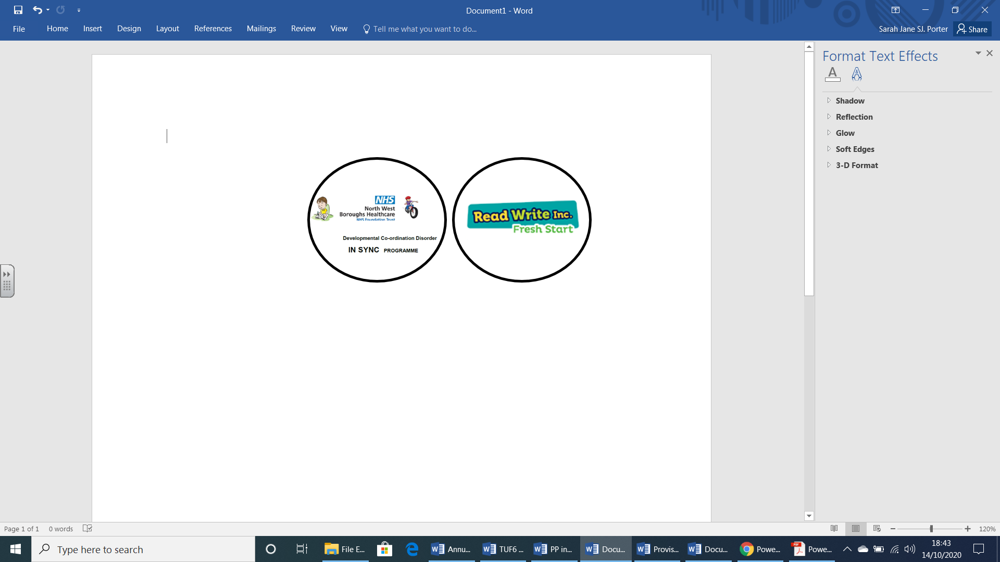 Document1 - Word
File Home Insert Design Layout References Mailings Review View Tell me what you want to do...
Sarah Jane SJ. Porter Share
Format Text Effects
A A
Shadow
Reflection
Glow
Soft Edges
3-D Format
NHS
North West
Boroughs Healthcare
NHS Foundation Trust
Developmental Co-ordination Disorder
IN SYNC PROGRAMME
Read Write Inc.
Fresh Start
Page 1 of 1 0 words
120%
Type here to search
File E...
Annu...
TUF6 ...
PP in...
Docu...
Provis...
Docu...
Powe...
Powe...
18:43
14/10/2020